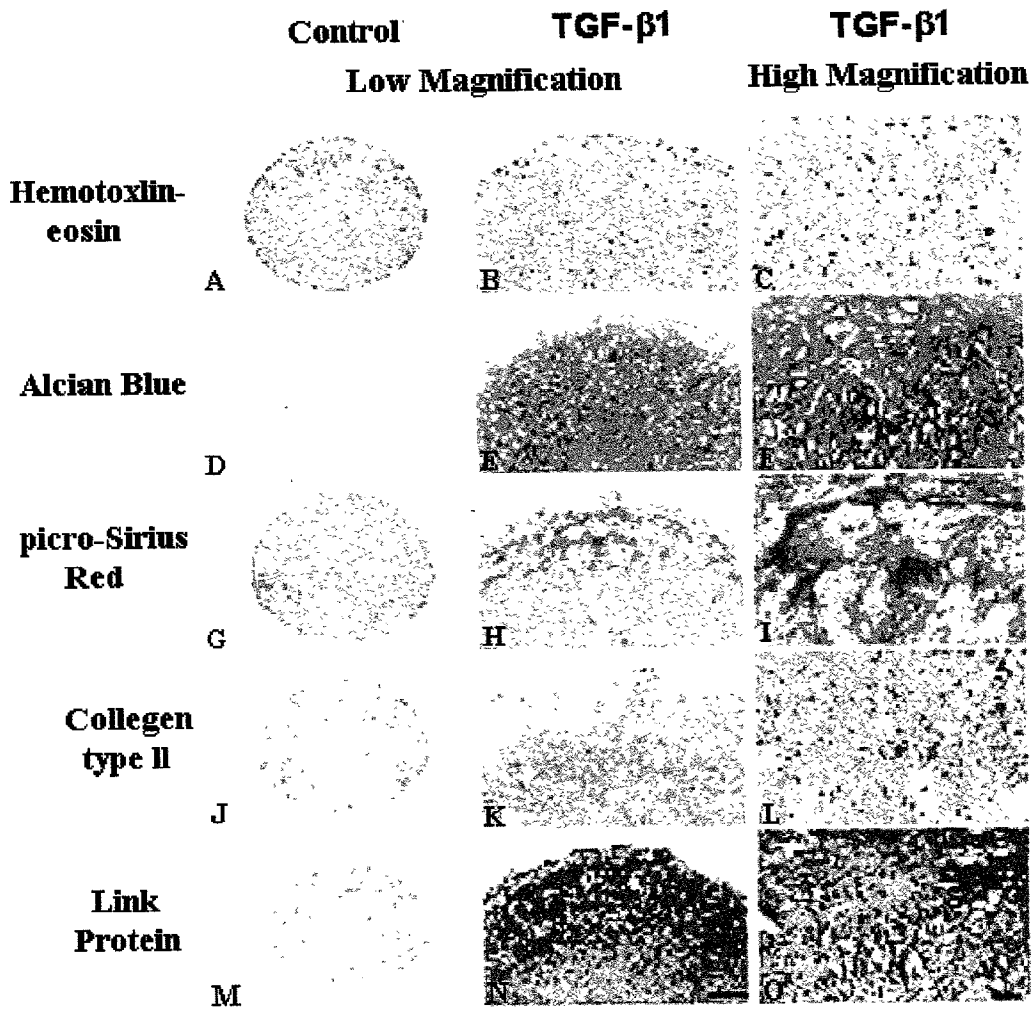 Control TGF-β1 TGF-β1
Low Magnification High Magnification
Hemotoxlin-
eosin
A B C
Alcian Blue
D E F
picro-Sirius
Red
G H I
Collegen
type ll
J K L
Link
Protein
M N O